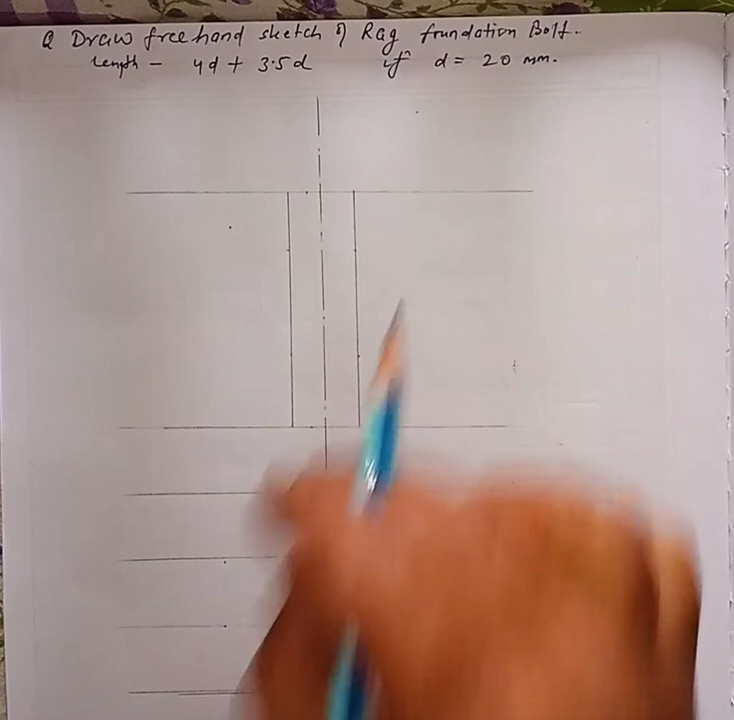 Q Draw free hand sketch of Rag foundation Bolt.
Length - 4d + 3.5d if d = 20 mm.